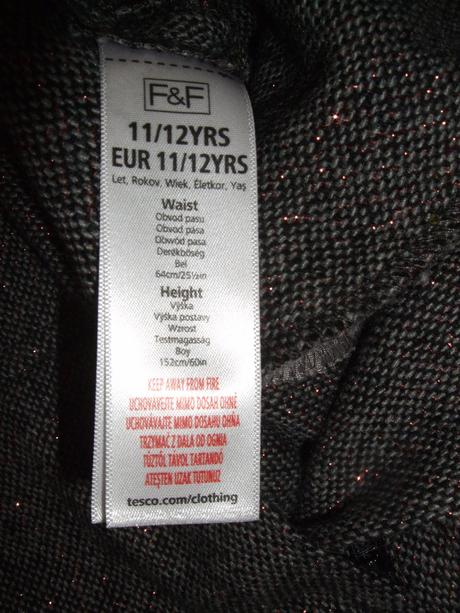 F&F
11/12YRS
EUR 11/12YRS
Let, Rokov, Wiek, Életkor, Yaş
Waist
Obvod pasu
Obvod pása
Obwód pasa
Derékbőség
Bel
64cm/25½in
Height
Výška
Výška postavy
Wzrost
Testmagasság
Boy
152cm/60in
KEEP AWAY FROM FIRE
UCHOVÁVEJTE MIMO DOSAH OHNĚ
UCHOVÁVAJTE MIMO DOSAHU OHŇA
TRZYMAĆ Z DALA OD OGNIA
TŰZTŐL TÁVOL TARTANDÓ
ATEŞTEN UZAK TUTUNUZ
tesco.com/clothing